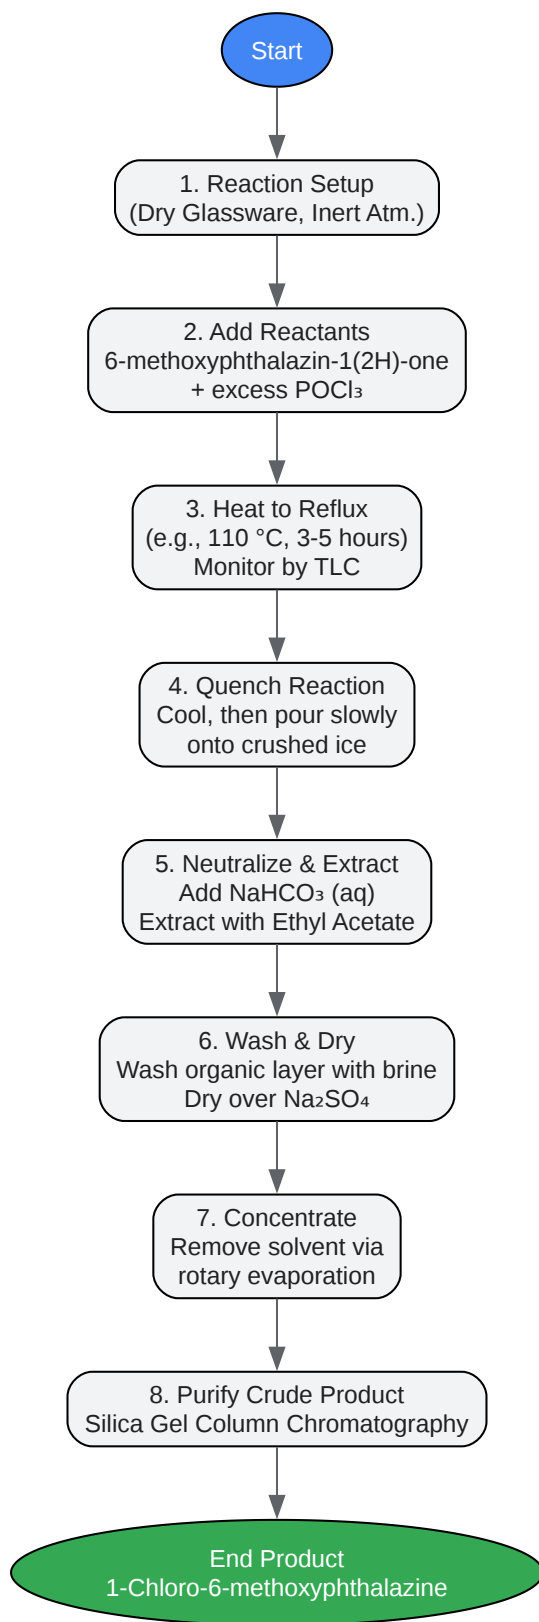 Start
1. Reaction Setup
(Dry Glassware, Inert Atm.)
2. Add Reactants
6-methoxyphthalazin-1(2H)-one
+ excess POCl₃
3. Heat to Reflux
(e.g., 110 °C, 3-5 hours)
Monitor by TLC
4. Quench Reaction
Cool, then pour slowly
onto crushed ice
5. Neutralize & Extract
Add NaHCO₃ (aq)
Extract with Ethyl Acetate
6. Wash & Dry
Wash organic layer with brine
Dry over Na₂SO₄
7. Concentrate
Remove solvent via
rotary evaporation
8. Purify Crude Product
Silica Gel Column Chromatography
End Product
1-Chloro-6-methoxyphthalazine